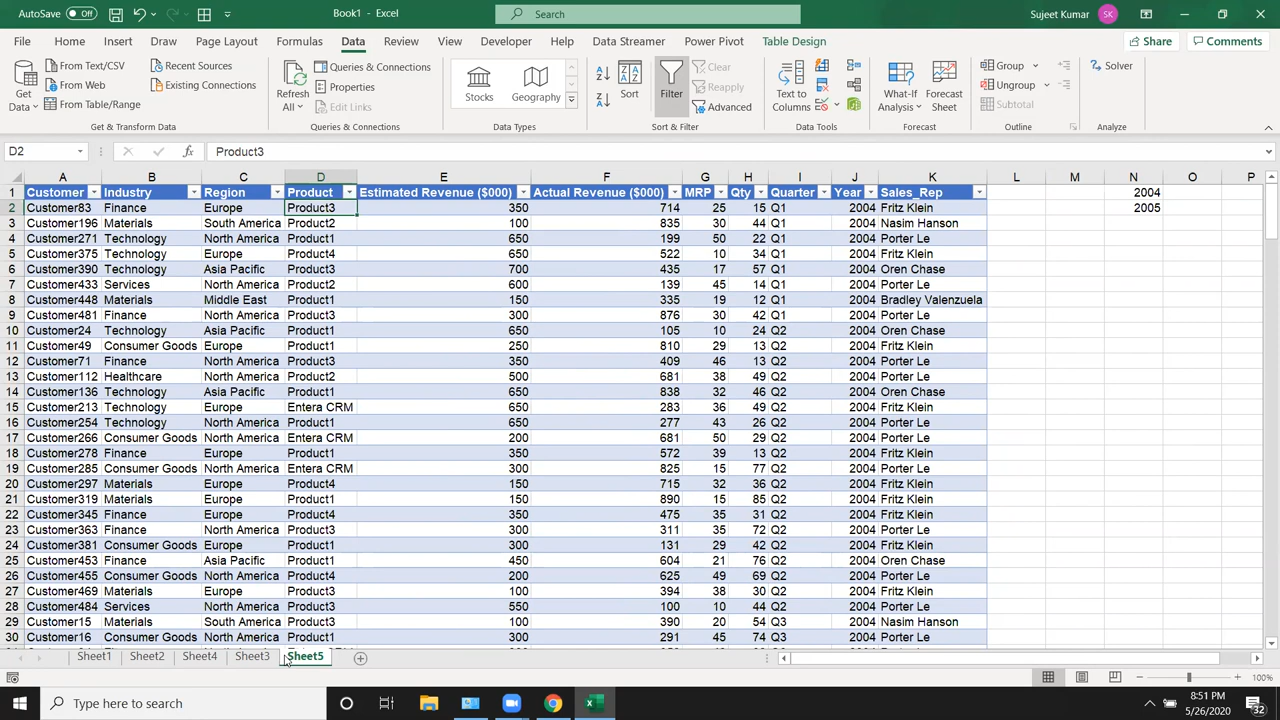 AutoSave Off Book1 - Excel Search Sujeet Kumar SK
File Home Insert Draw Page Layout Formulas Data Review View Developer Help Data Streamer Power Pivot Table Design Share Comments
Get Data From Text/CSV From Web From Table/Range Recent Sources Existing Connections Refresh All Queries & Connections Properties Edit Links Stocks Geography Sort Filter Clear Reapply Advanced Text to Columns What-If Analysis Forecast Sheet Group Ungroup Subtotal Solver
Get & Transform Data Queries & Connections Data Types Sort & Filter Data Tools Forecast Outline Analyze
D2 fx Product3
A B C D E F G H I J K L M N O P
1 Customer Industry Region Product Estimated Revenue ($000) Actual Revenue ($000) MRP Qty Quarter Year Sales_Rep 2004
2 Customer83 Finance Europe Product3 350 714 25 15 Q1 2004 Fritz Klein 2005
3 Customer196 Materials South America Product2 100 835 30 44 Q1 2004 Nasim Hanson
4 Customer271 Technology North America Product1 650 199 50 22 Q1 2004 Porter Le
5 Customer375 Technology Europe Product4 650 522 10 34 Q1 2004 Fritz Klein
6 Customer390 Technology Asia Pacific Product3 700 435 17 57 Q1 2004 Oren Chase
7 Customer433 Services North America Product2 600 139 45 14 Q1 2004 Porter Le
8 Customer448 Materials Middle East Product1 150 335 19 12 Q1 2004 Bradley Valenzuela
9 Customer481 Finance North America Product1 300 876 30 42 Q1 2004 Porter Le
10 Customer24 Technology Asia Pacific Product1 650 105 10 24 Q2 2004 Oren Chase
11 Customer49 Consumer Goods Europe Product1 250 810 29 13 Q2 2004 Fritz Klein
12 Customer71 Finance North America Product3 350 409 46 13 Q2 2004 Porter Le
13 Customer112 Healthcare North America Product2 500 681 38 49 Q2 2004 Porter Le
14 Customer136 Technology Asia Pacific Product1 650 838 32 46 Q2 2004 Oren Chase
15 Customer213 Technology Europe Entera CRM 650 283 36 49 Q2 2004 Fritz Klein
16 Customer254 Technology North America Product1 650 277 43 26 Q2 2004 Porter Le
17 Customer266 Consumer Goods North America Entera CRM 200 681 50 29 Q2 2004 Porter Le
18 Customer278 Finance Europe Product1 350 572 39 13 Q2 2004 Fritz Klein
19 Customer285 Consumer Goods North America Entera CRM 300 825 15 77 Q2 2004 Porter Le
20 Customer297 Materials Europe Product4 150 715 32 36 Q2 2004 Fritz Klein
21 Customer319 Materials North America Product1 150 890 15 85 Q2 2004 Porter Le
22 Customer345 Finance Europe Product4 350 475 35 31 Q2 2004 Fritz Klein
23 Customer363 Finance North America Product3 300 311 35 72 Q2 2004 Porter Le
24 Customer381 Consumer Goods Europe Product1 300 131 29 42 Q2 2004 Fritz Klein
25 Customer453 Finance Asia Pacific Product1 450 604 21 76 Q2 2004 Oren Chase
26 Customer455 Consumer Goods North America Product4 200 625 49 69 Q2 2004 Porter Le
27 Customer469 Materials Europe Product3 100 394 38 30 Q2 2004 Fritz Klein
28 Customer484 Services North America Product3 550 100 10 44 Q2 2004 Porter Le
29 Customer15 Materials South America Product3 100 390 20 54 Q3 2004 Nasim Hanson
30 Customer16 Consumer Goods North America Product1 300 291 45 74 Q3 2004 Porter Le
Sheet1 Sheet2 Sheet4 Sheet3 Sheet5
100%
Type here to search 8:51 PM
5/26/2020 32